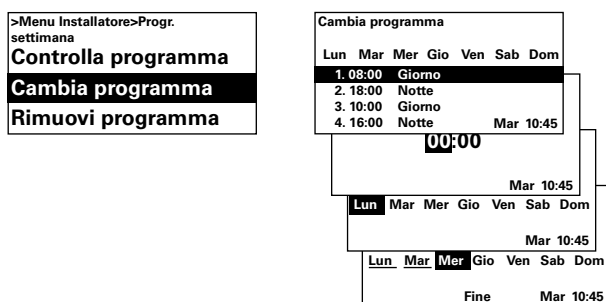 >Menu Installatore>Progr.
settimana
Controlla programma
Cambia programma
Rimuovi programma
Cambia programma
Lun Mar Mer Gio Ven Sab Dom
1. 08:00 Giorno
2. 18:00 Notte
3. 10:00 Giorno
4. 16:00 Notte Mar 10:45
00:00
Mar 10:45
Lun Mar Mer Gio Ven Sab Dom
Mar 10:45
Lun Mar Mer Gio Ven Sab Dom
Fine Mar 10:45